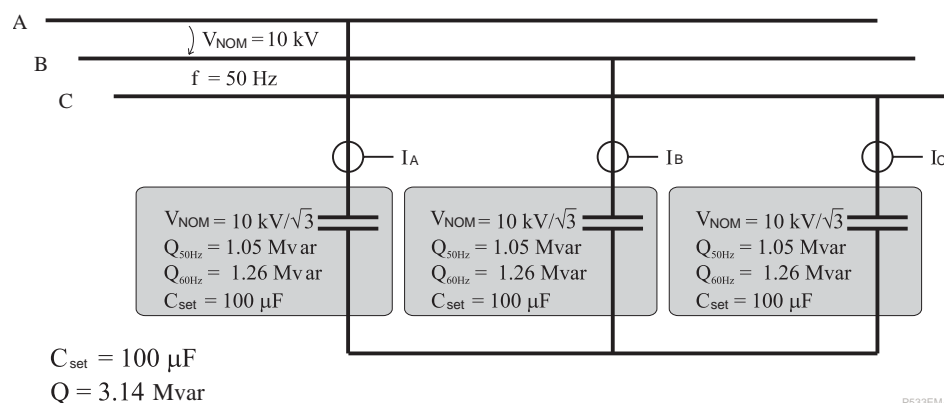 A
V_NOM = 10 kV
B
f = 50 Hz
C
I_A
I_B
I_C
V_NOM = 10 kV/√3
Q_50Hz = 1.05 Mvar
Q_60Hz = 1.26 Mvar
C_set = 100 µF
V_NOM = 10 kV/√3
Q_50Hz = 1.05 Mvar
Q_60Hz = 1.26 Mvar
C_set = 100 µF
V_NOM = 10 kV/√3
Q_50Hz = 1.05 Mvar
Q_60Hz = 1.26 Mvar
C_set = 100 µF
C_set = 100 µF
Q = 3.14 Mvar